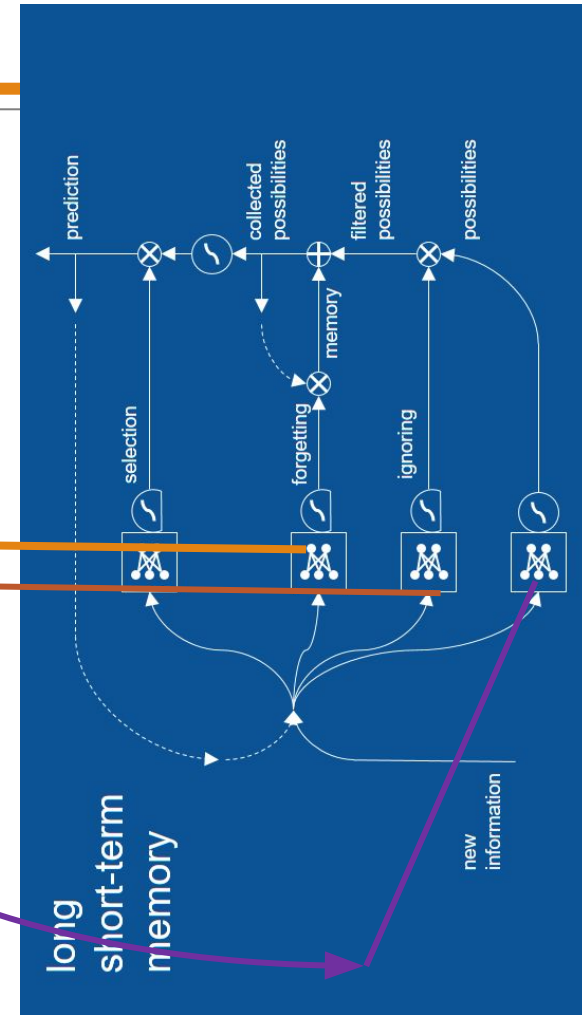 long
short-term
memory
new
information
selection
forgetting
ignoring
memory
prediction
collected
possibilities
filtered
possibilities
possibilities